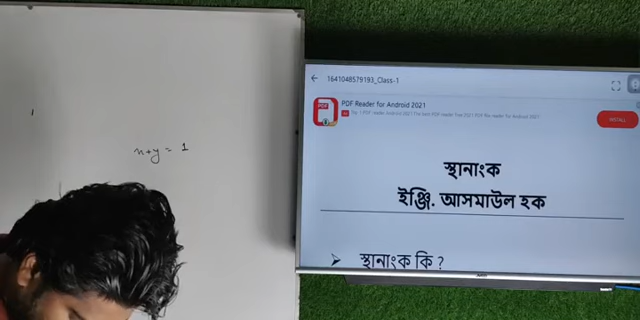 x+y = 1
1641048579193_Class-1
PDF Reader for Android 2021
INSTALL
স্থানাংক
ইঞ্জি. আসমাউল হক
➢ স্থানাংক কি ?